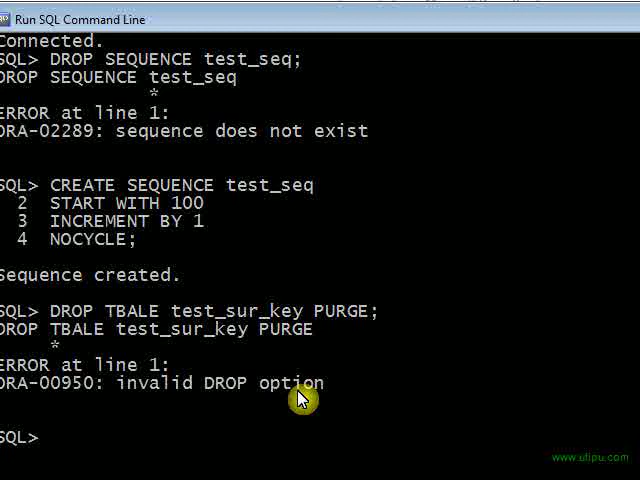 Run SQL Command Line
Connected.
SQL> DROP SEQUENCE test_seq;
DROP SEQUENCE test_seq
*
ERROR at line 1:
ORA-02289: sequence does not exist
SQL> CREATE SEQUENCE test_seq
2 START WITH 100
3 INCREMENT BY 1
4 NOCYCLE;
Sequence created.
SQL> DROP TBALE test_sur_key PURGE;
DROP TBALE test_sur_key PURGE
*
ERROR at line 1:
ORA-00950: invalid DROP option
SQL>
www.utipu.com